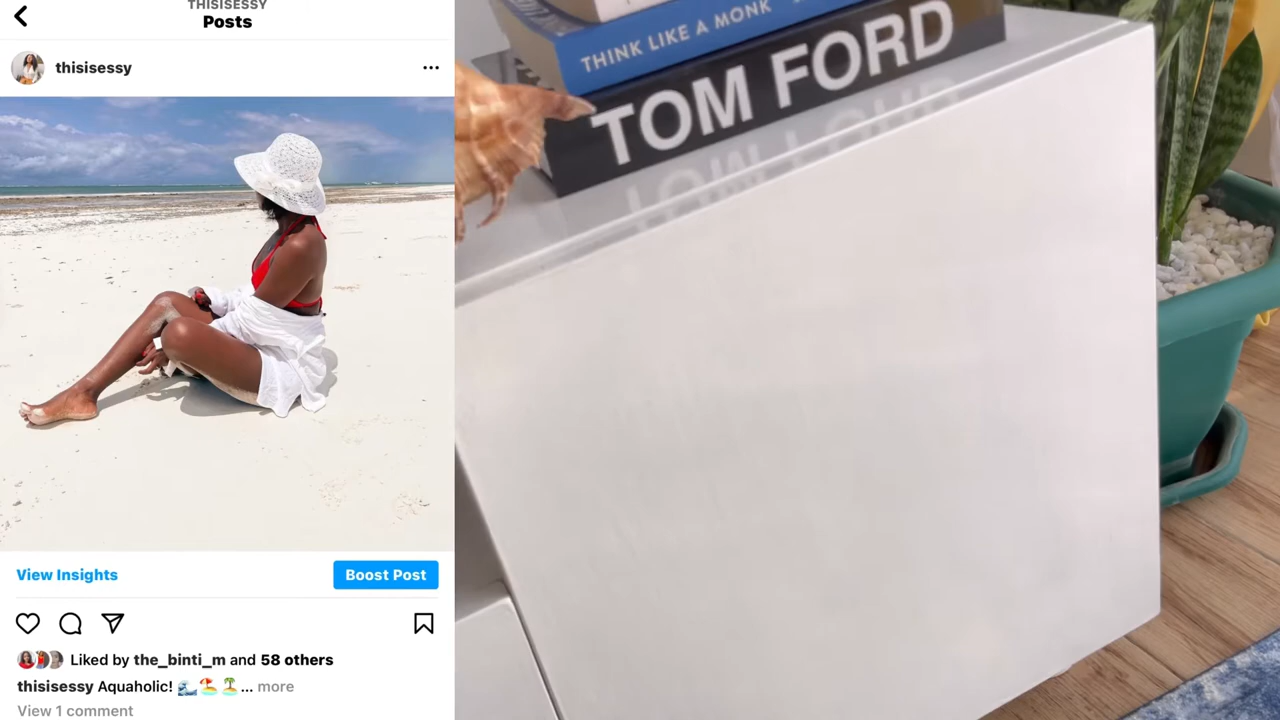 THISISESSY
Posts
thisisessy
View Insights
Boost Post
Liked by the_binti_m and 58 others
thisisessy Aquaholic! 🌊🏖️🏝️... more
View 1 comment
THINK LIKE A MONK
TOM FORD